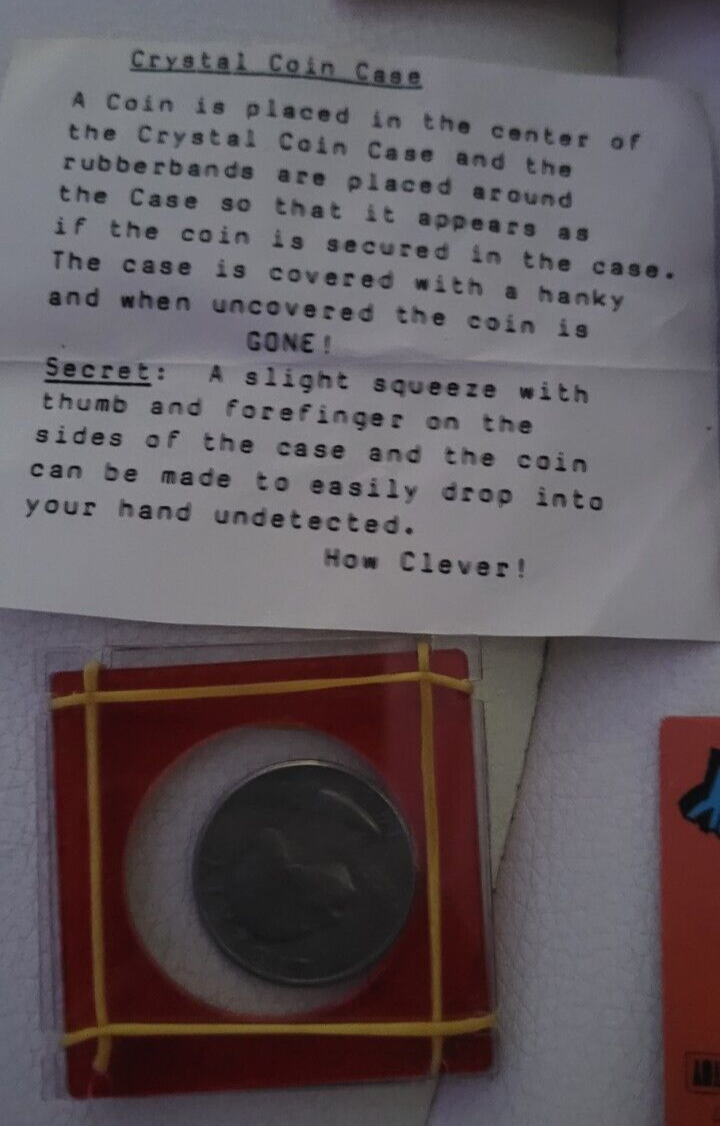 Crystal Coin Case
A Coin is placed in the center of
the Crystal Coin Case and the
rubberbands are placed around
the Case so that it appears as
if the coin is secured in the case.
The case is covered with a hanky
and when uncovered the coin is
GONE!
Secret: A slight squeeze with
thumb and forefinger on the
sides of the case and the coin
can be made to easily drop into
your hand undetected.
How Clever!